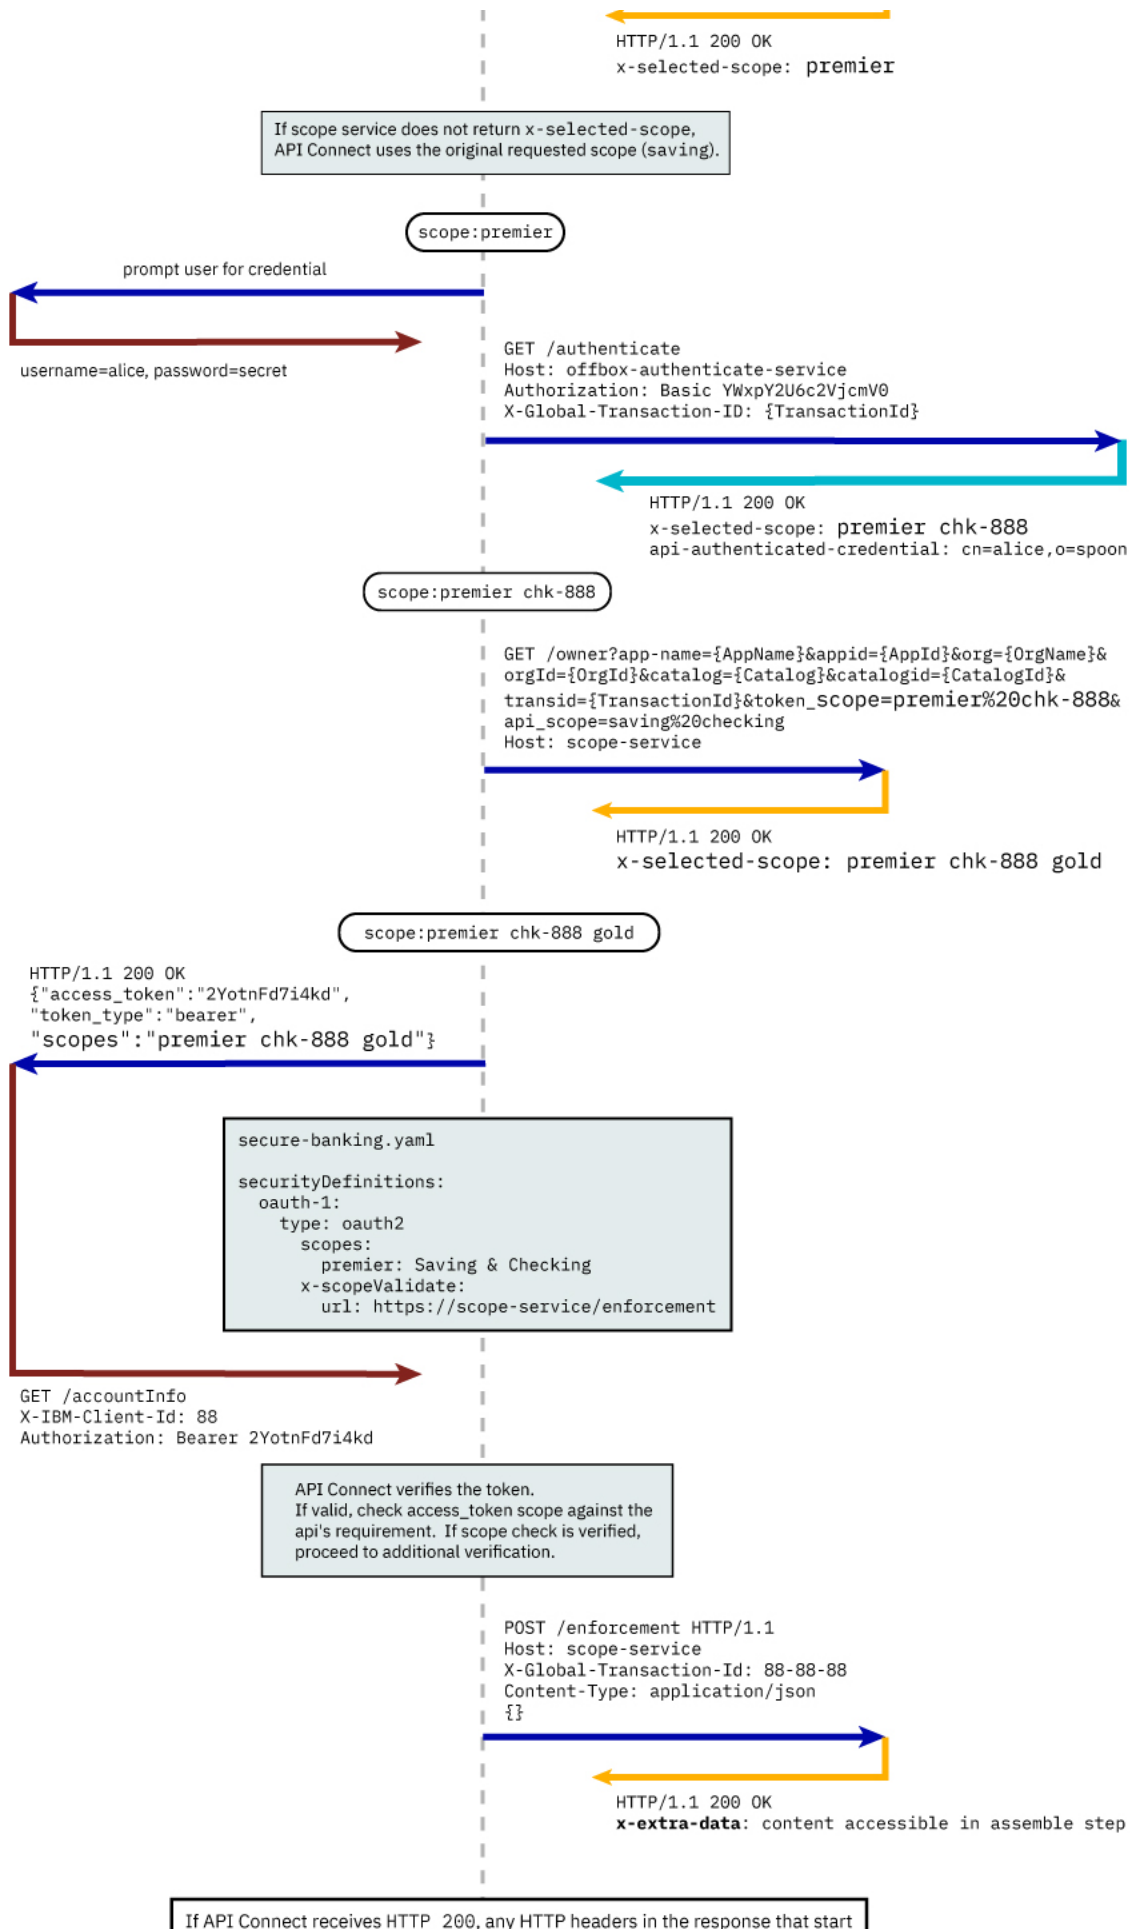 HTTP/1.1 200 OK
x-selected-scope: premier
If scope service does not return x-selected-scope,
API Connect uses the original requested scope (saving).
scope:premier
prompt user for credential
username=alice, password=secret
GET /authenticate
Host: offbox-authenticate-service
Authorization: Basic YWxpY2U6c2VjcmV0
X-Global-Transaction-ID: {TransactionId}
HTTP/1.1 200 OK
x-selected-scope: premier chk-888
api-authenticated-credential: cn=alice,o=spoon
scope:premier chk-888
GET /owner?app-name={AppName}&appid={AppId}&org={OrgName}&
orgId={OrgId}&catalog={Catalog}&catalogid={CatalogId}&
transid={TransactionId}&token_scope=premier%20chk-888&
api_scope=saving%20checking
Host: scope-service
HTTP/1.1 200 OK
x-selected-scope: premier chk-888 gold
scope:premier chk-888 gold
HTTP/1.1 200 OK
{"access_token":"2YotnFd7i4kd",
"token_type":"bearer",
"scopes":"premier chk-888 gold"}
secure-banking.yaml
securityDefinitions:
oauth-1:
type: oauth2
scopes:
premier: Saving & Checking
x-scopeValidate:
url: https://scope-service/enforcement
GET /accountInfo
X-IBM-Client-Id: 88
Authorization: Bearer 2YotnFd7i4kd
API Connect verifies the token.
If valid, check access_token scope against the
api's requirement. If scope check is verified,
proceed to additional verification.
POST /enforcement HTTP/1.1
Host: scope-service
X-Global-Transaction-Id: 88-88-88
Content-Type: application/json
{}
HTTP/1.1 200 OK
x-extra-data: content accessible in assemble step
If API Connect receives HTTP 200, any HTTP headers in the response that start